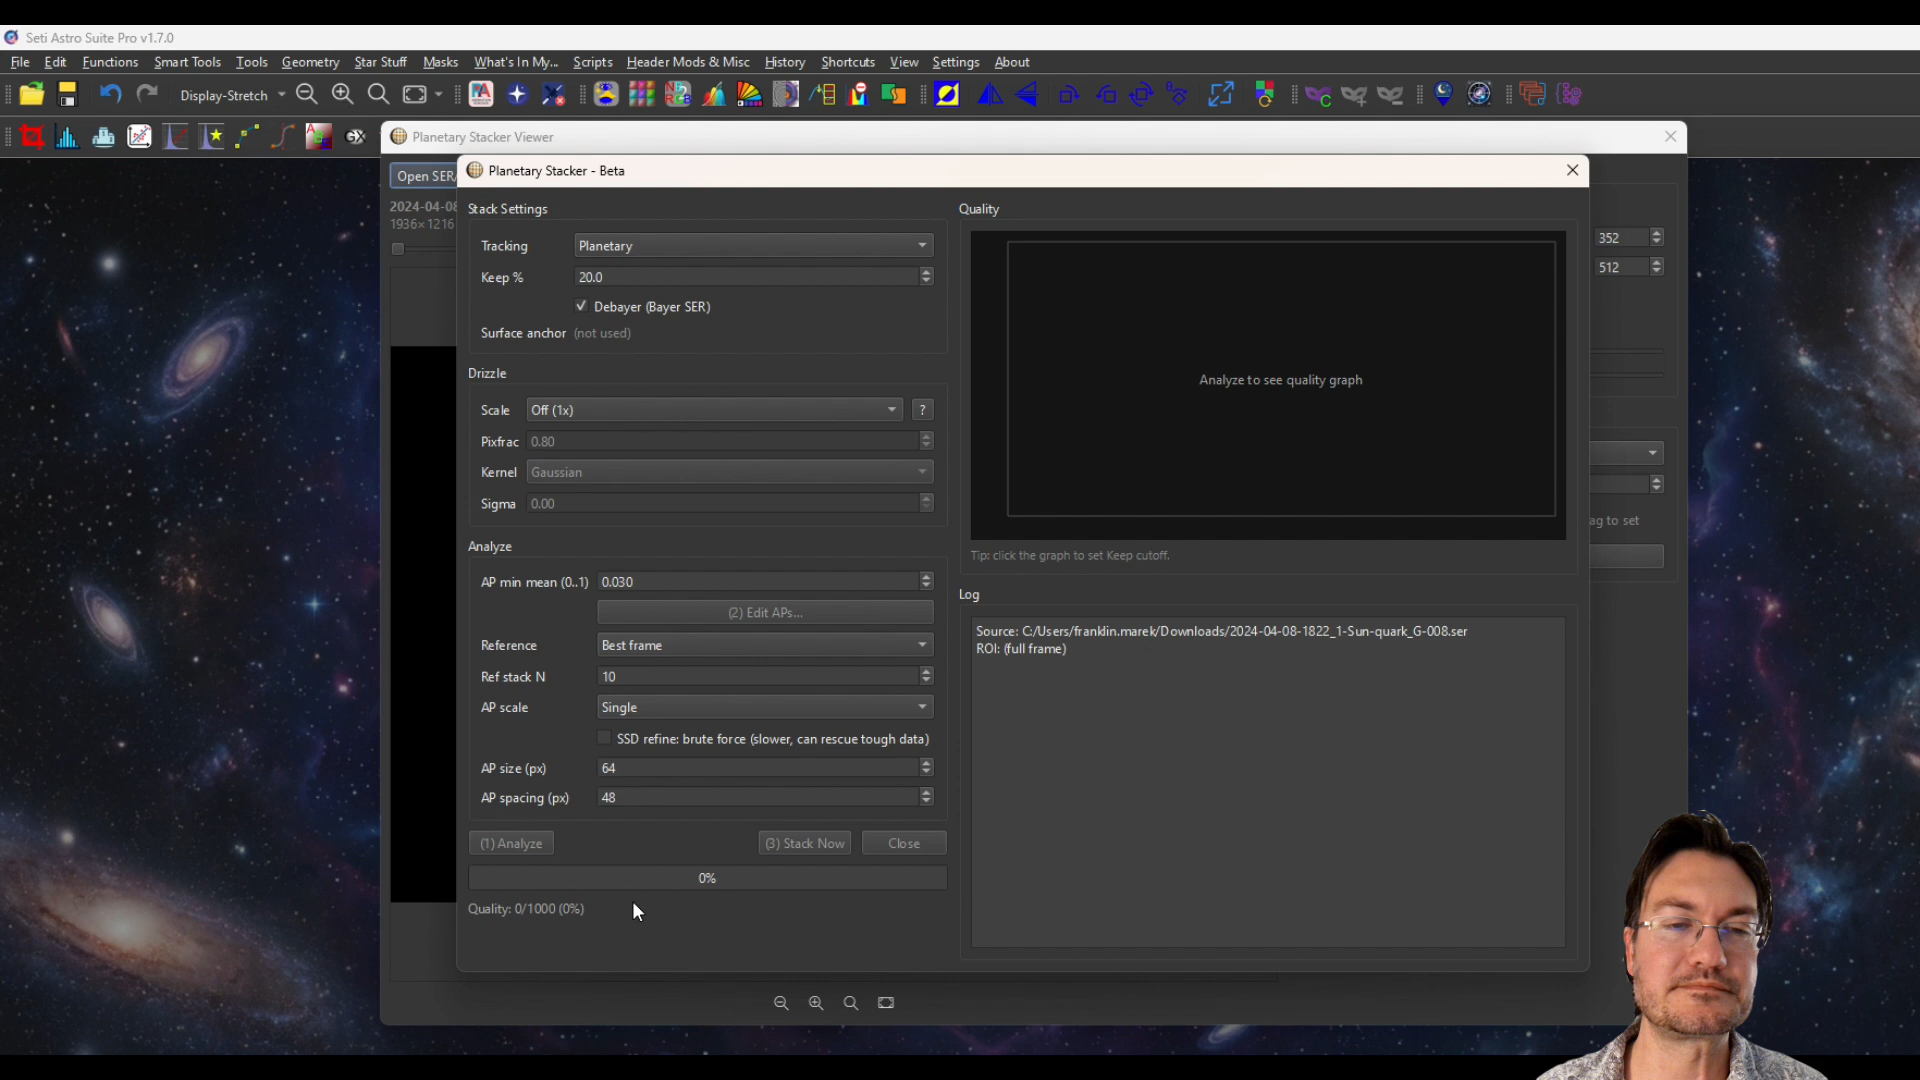 Seti Astro Suite Pro v1.7.0
File Edit Functions Smart Tools Tools Geometry Star Stuff Masks What's In My... Scripts Header Mods & Misc History Shortcuts View Settings About
Display-Stretch
Planetary Stacker Viewer
Open SER/
Planetary Stacker - Beta
2024-04-08
1936×1216
352
512
ag to set
Stack Settings
Tracking Planetary
Keep % 20.0
Debayer (Bayer SER)
Surface anchor (not used)
Drizzle
Scale Off (1x) ?
Pixfrac 0.80
Kernel Gaussian
Sigma 0.00
Analyze
AP min mean (0..1) 0.030
(2) Edit APs...
Reference Best frame
Ref stack N 10
AP scale Single
SSD refine: brute force (slower, can rescue tough data)
AP size (px) 64
AP spacing (px) 48
(1) Analyze (3) Stack Now Close
0%
Quality: 0/1000 (0%)
Quality
Analyze to see quality graph
Tip: click the graph to set Keep cutoff.
Log
Source: C:/Users/franklin.marek/Downloads/2024-04-08-1822_1-Sun-quark_G-008.ser
ROI: (full frame)